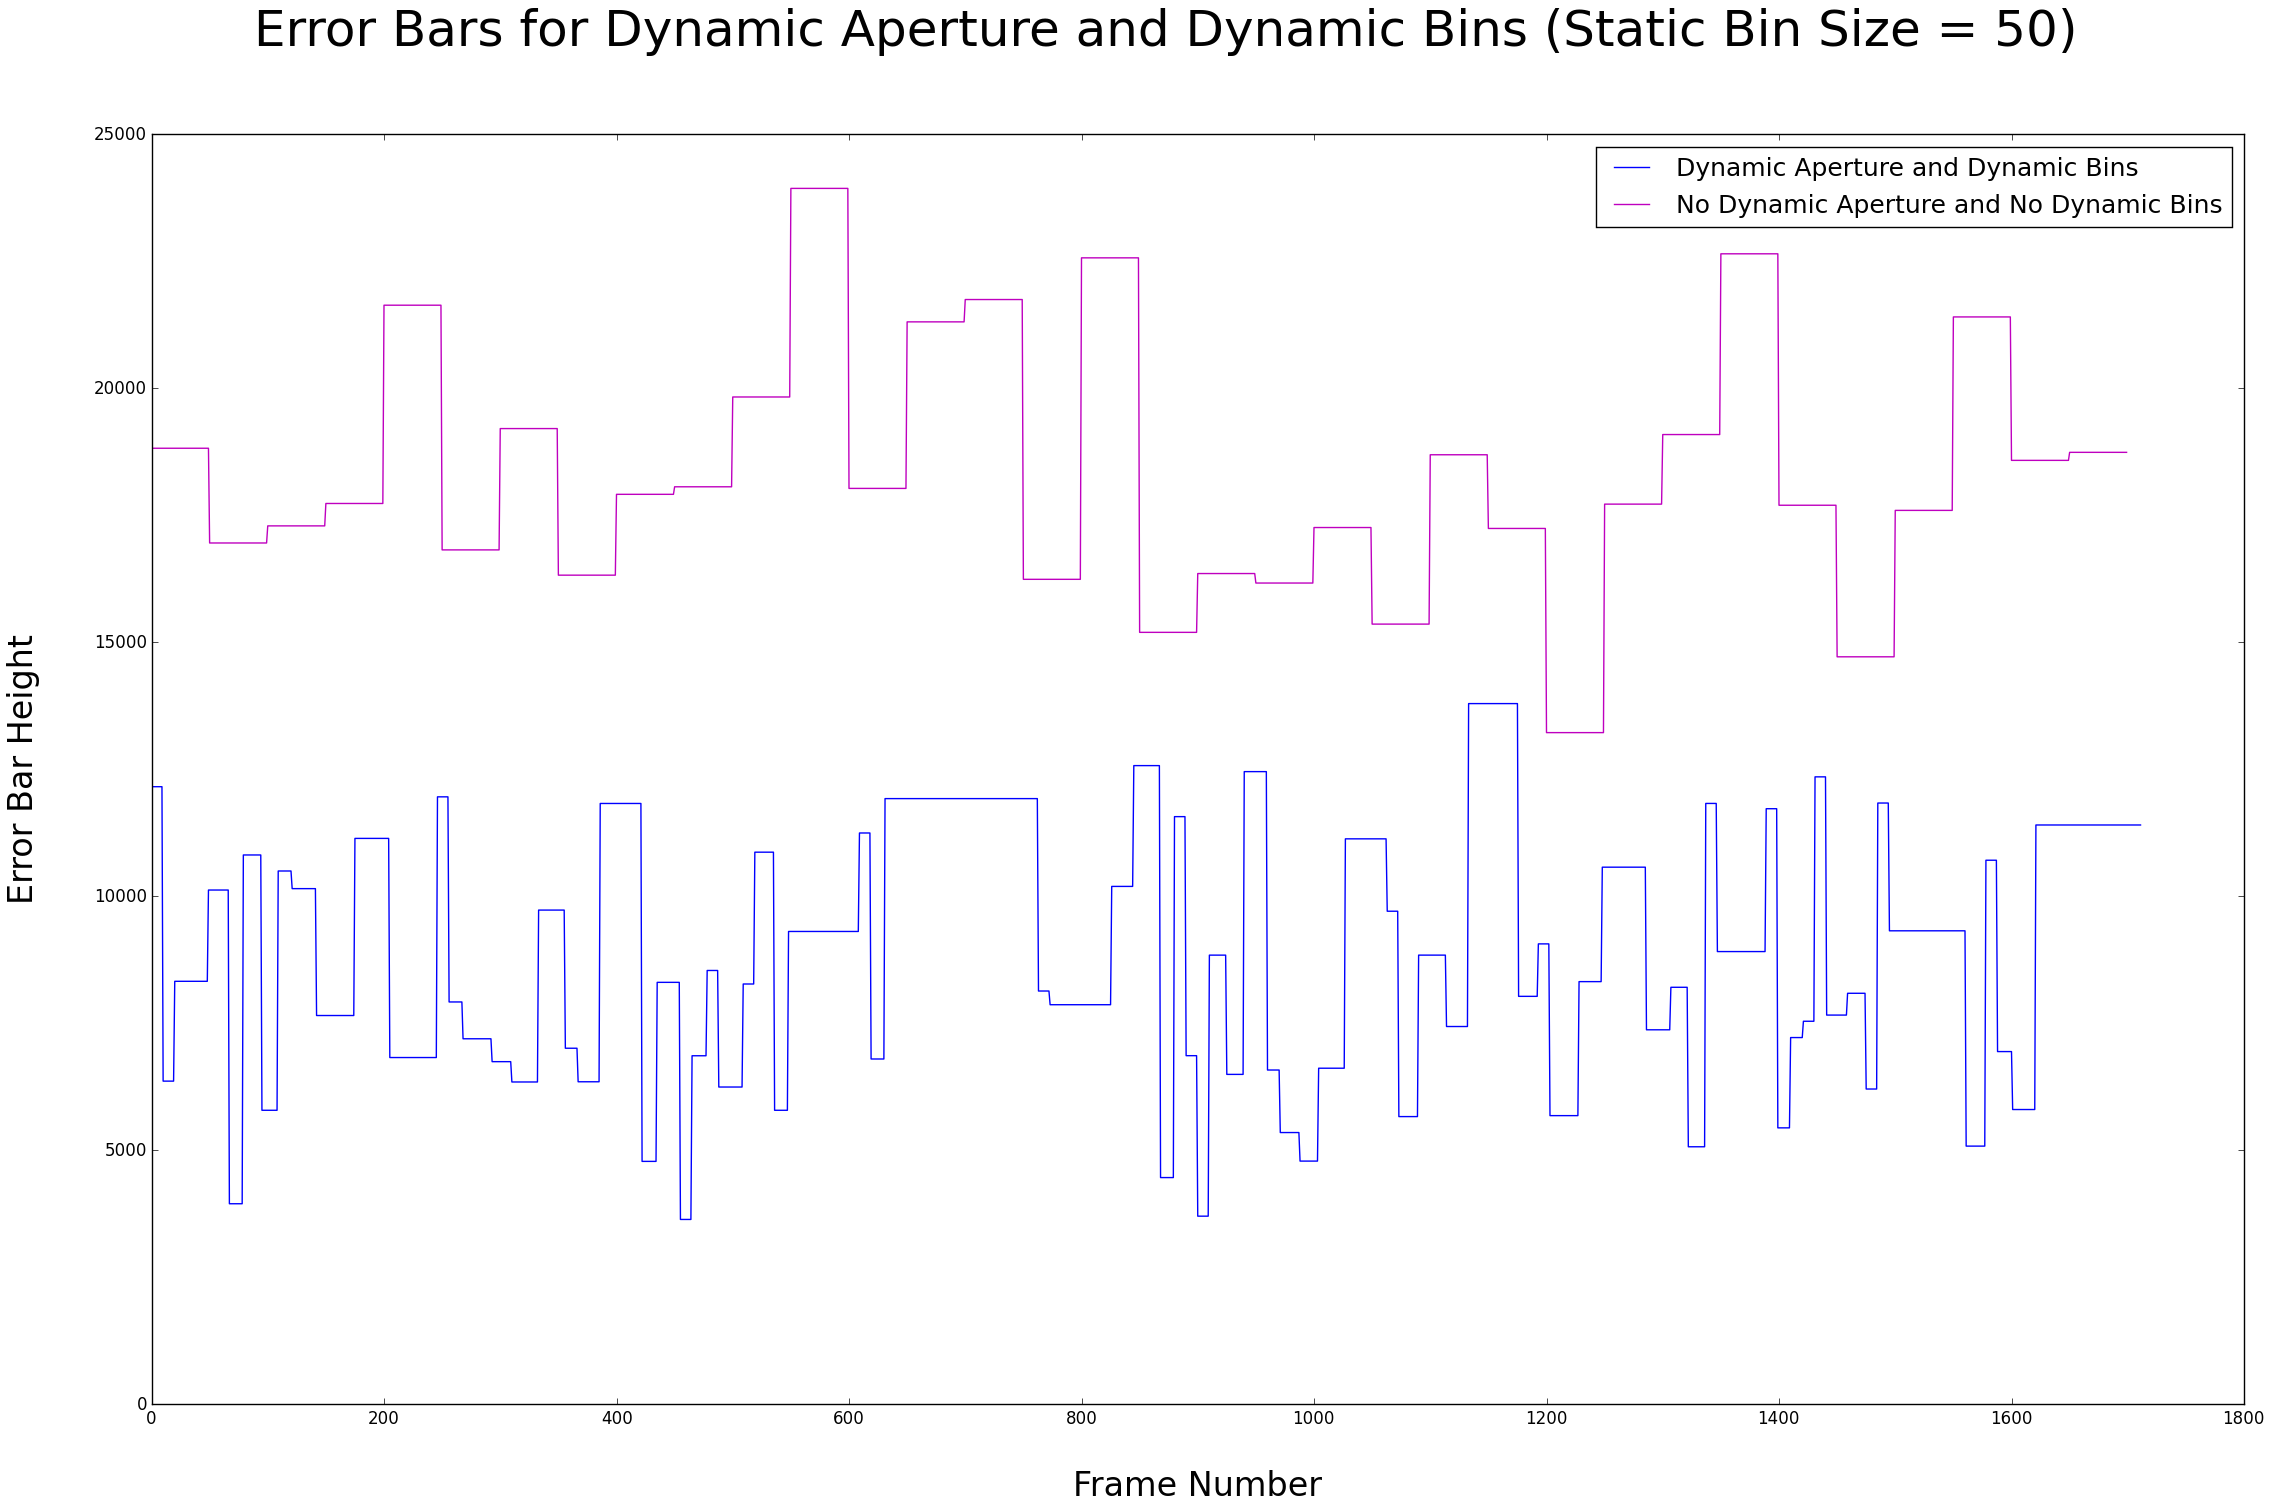 Error Bars for Dynamic Aperture and Dynamic Bins (Static Bin Size = 50)
25000
20000
15000
10000
5000
0
Error Bar Height
Dynamic Aperture and Dynamic Bins
No Dynamic Aperture and No Dynamic Bins
0 200 400 600 800 1000 1200 1400 1600 1800
Frame Number